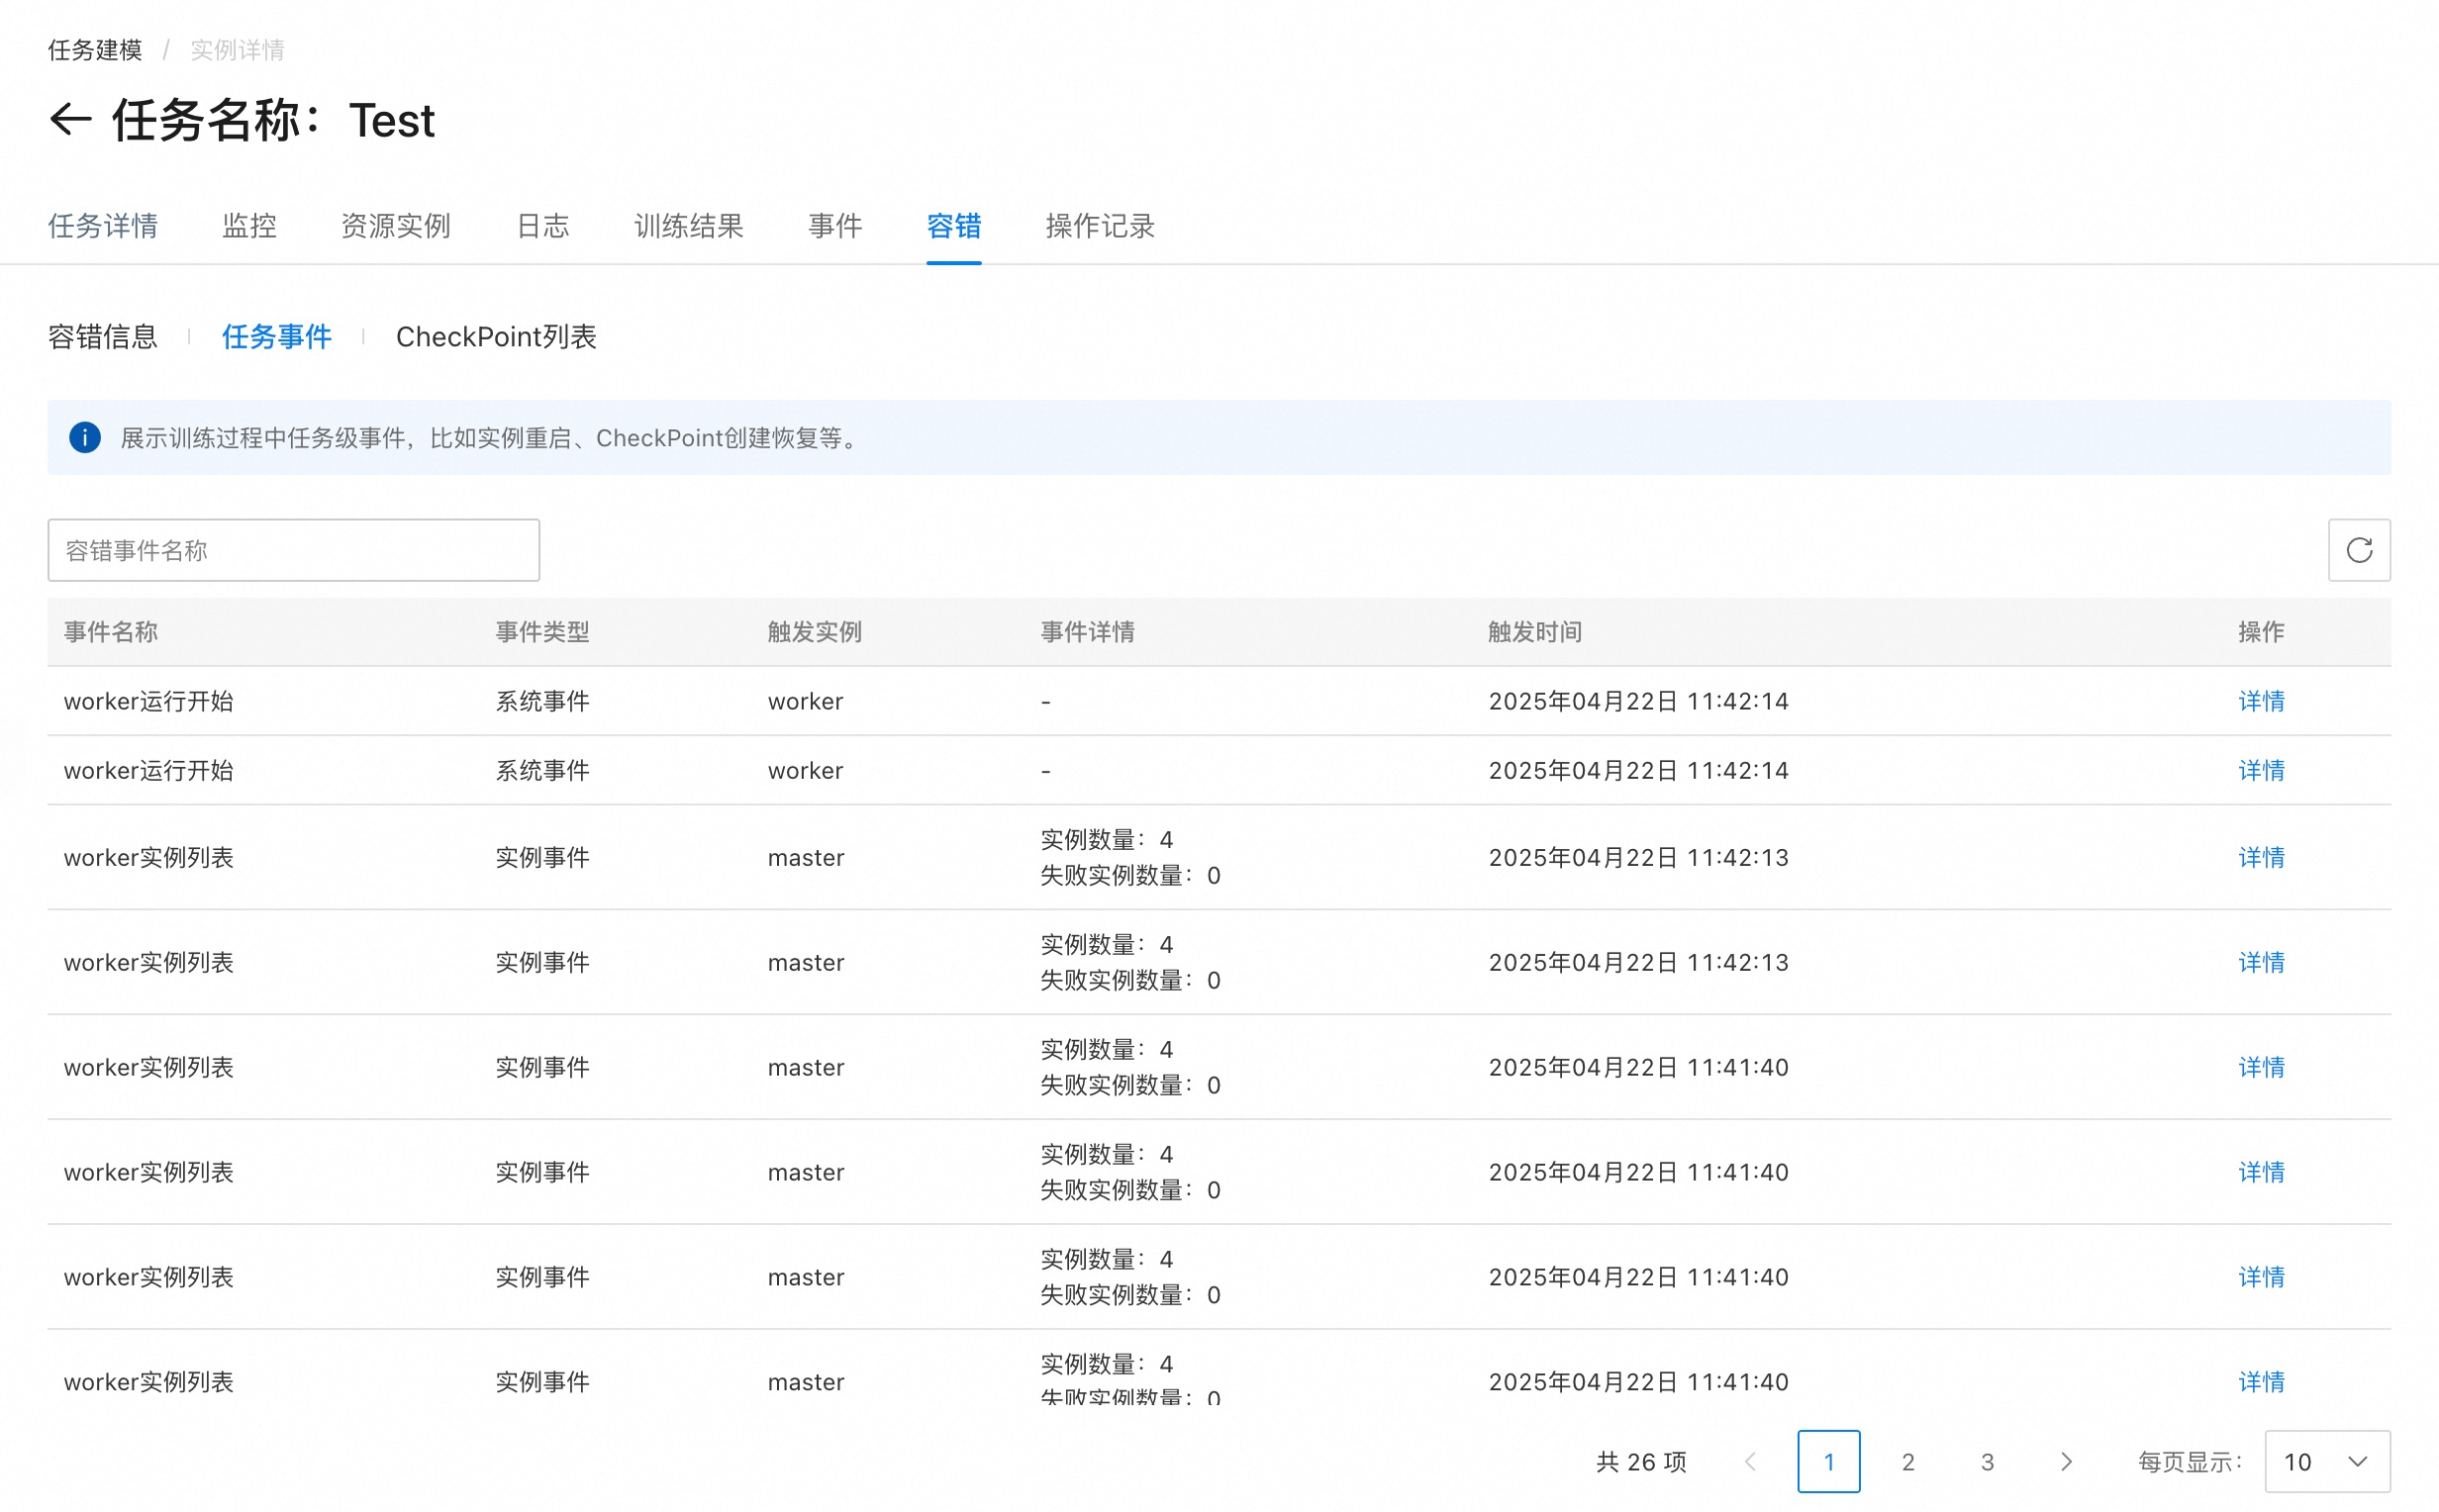 任务建模 / 实例详情
任务名称：Test
任务详情 监控 资源实例 日志 训练结果 事件 容错 操作记录
容错信息 任务事件 CheckPoint列表
展示训练过程中任务级事件，比如实例重启、CheckPoint创建恢复等。
容错事件名称
事件名称 事件类型 触发实例 事件详情 触发时间 操作
worker运行开始 系统事件 worker - 2025年04月22日 11:42:14 详情
worker运行开始 系统事件 worker - 2025年04月22日 11:42:14 详情
实例数量：4
worker实例列表 实例事件 master 2025年04月22日 11:42:13 详情
失败实例数量：0
实例数量：4
worker实例列表 实例事件 master 2025年04月22日 11:42:13 详情
失败实例数量：0
实例数量：4
worker实例列表 实例事件 master 2025年04月22日 11:41:40 详情
失败实例数量：0
实例数量：4
worker实例列表 实例事件 master 2025年04月22日 11:41:40 详情
失败实例数量：0
实例数量：4
worker实例列表 实例事件 master 2025年04月22日 11:41:40 详情
失败实例数量：0
实例数量：4
worker实例列表 实例事件 master 2025年04月22日 11:41:40 详情
失败实例数量：0
共 26 项 1 2 3 每页显示： 10